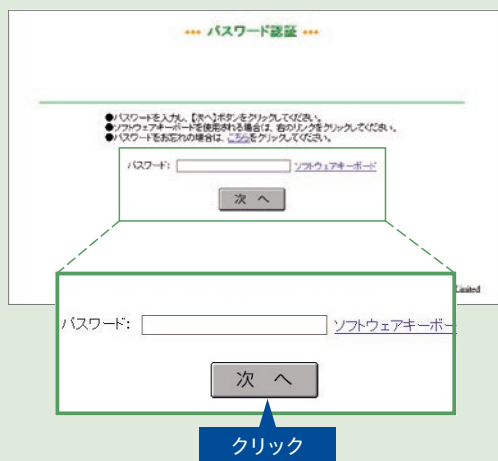 *** パスワード認証 ***
●パスワードを入力し、【次へ】ボタンをクリックしてください。
●ソフトウェアキーボードを使用される場合は、右のリンクをクリックしてください。
●パスワードをお忘れの場合は、こちらをクリックしてください。
パスワード: ソフトウェアキーボード
次 へ
Limited
パスワード: ソフトウェアキーボー
次 へ
クリック